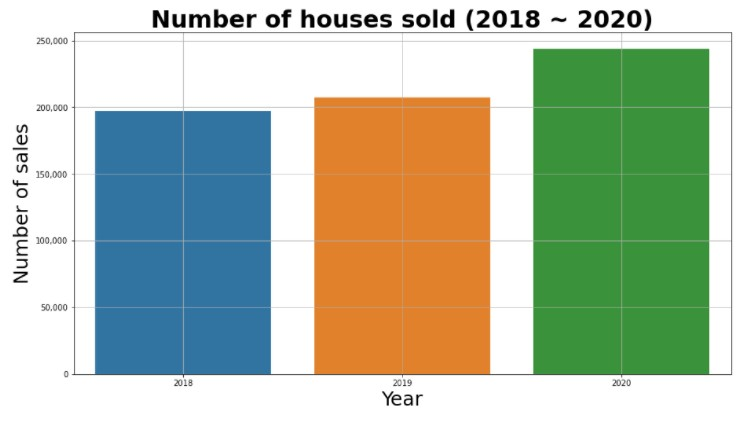 Number of houses sold (2018 ~ 2020)
250,000
200,000
150,000
100,000
50,000
0
Number of sales
2018 2019 2020
Year